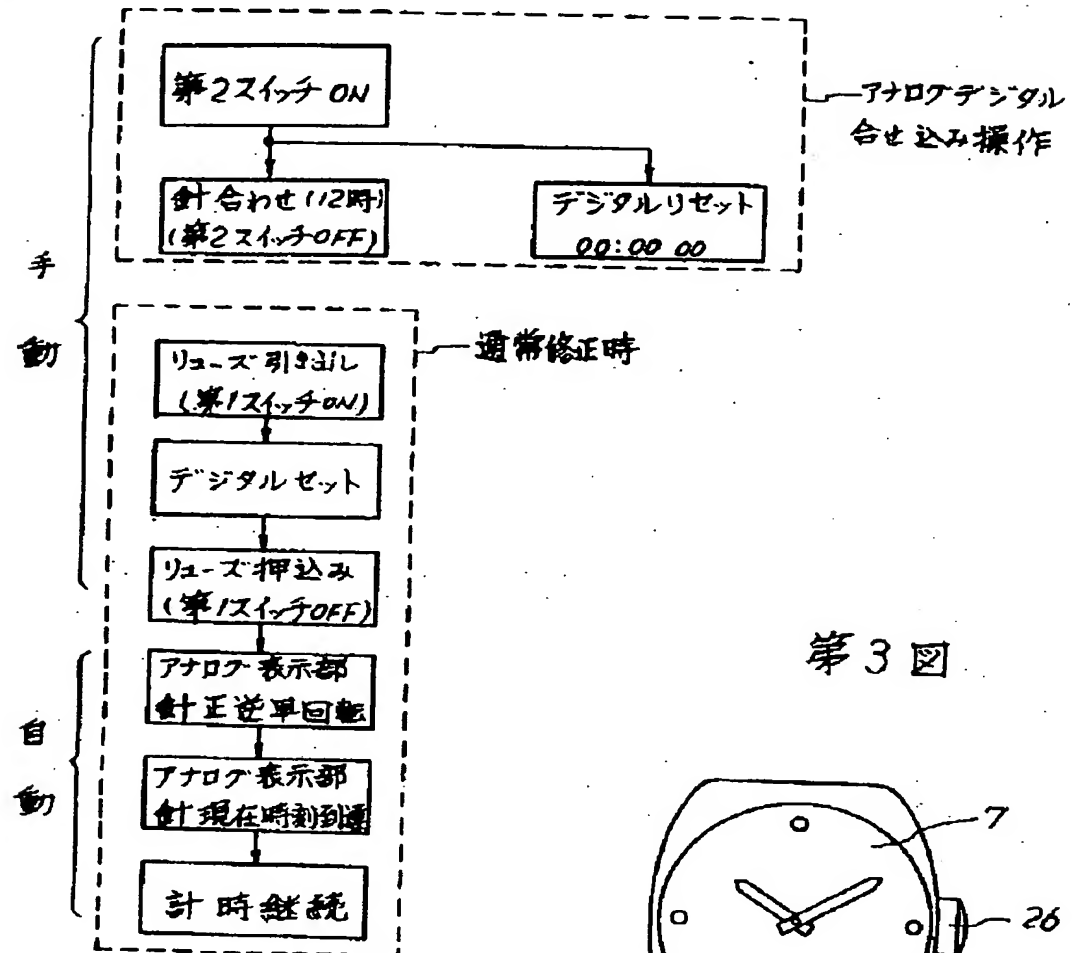 第2スイッチ ON
針合わせ(12時)
(第2スイッチOFF)
デジタルリセット
00:00 00
アナログデジタル
合せ込み操作
手動
通常修正時
リューズ引き出し
(第1スイッチON)
デジタルセット
リューズ押込み
(第1スイッチOFF)
自動
アナログ表示部
針正逆早回転
アナログ表示部
針現在時刻到達
計時継続
第3図
7
26